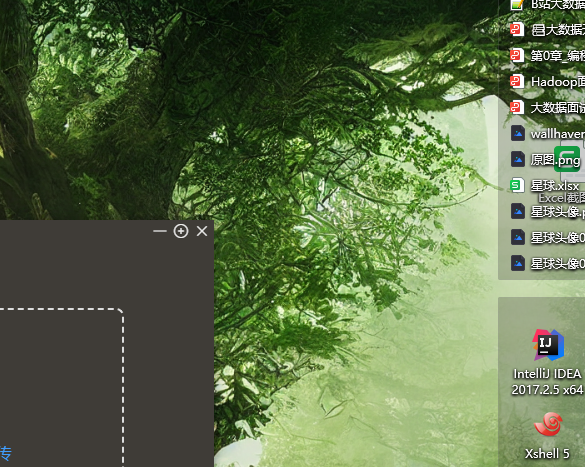 B站大数据
大数据
第0章_编程
Hadoop面
大数据面试
wallhaven
原图.png
星球.xlsx
Excel截图
星球头像.p
星球头像0
星球头像0
IJ
IntelliJ IDEA
2017.2.5 x64
Xshell 5
传